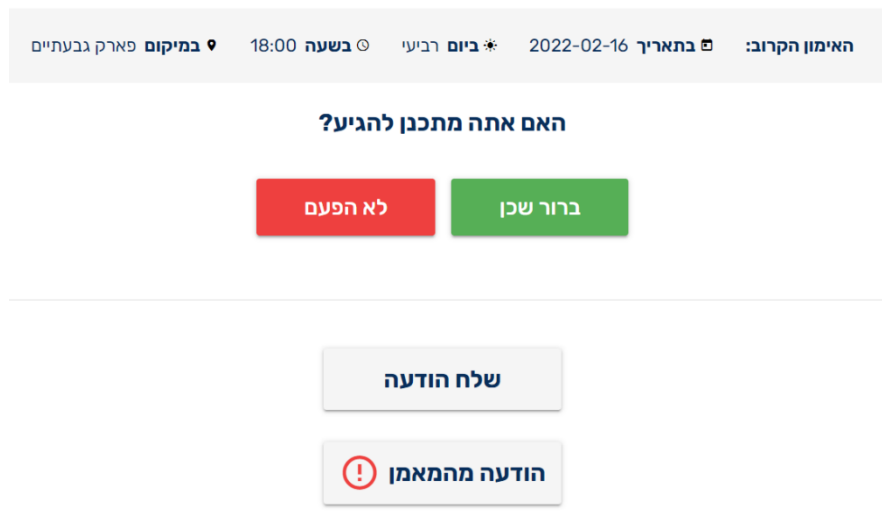 האימון הקרוב: בתאריך 2022-02-16 ביום רביעי בשעה 18:00 במיקום פארק גבעתיים
האם אתה מתכנן להגיע?
ברור שכן לא הפעם
שלח הודעה
הודעה מהמאמן